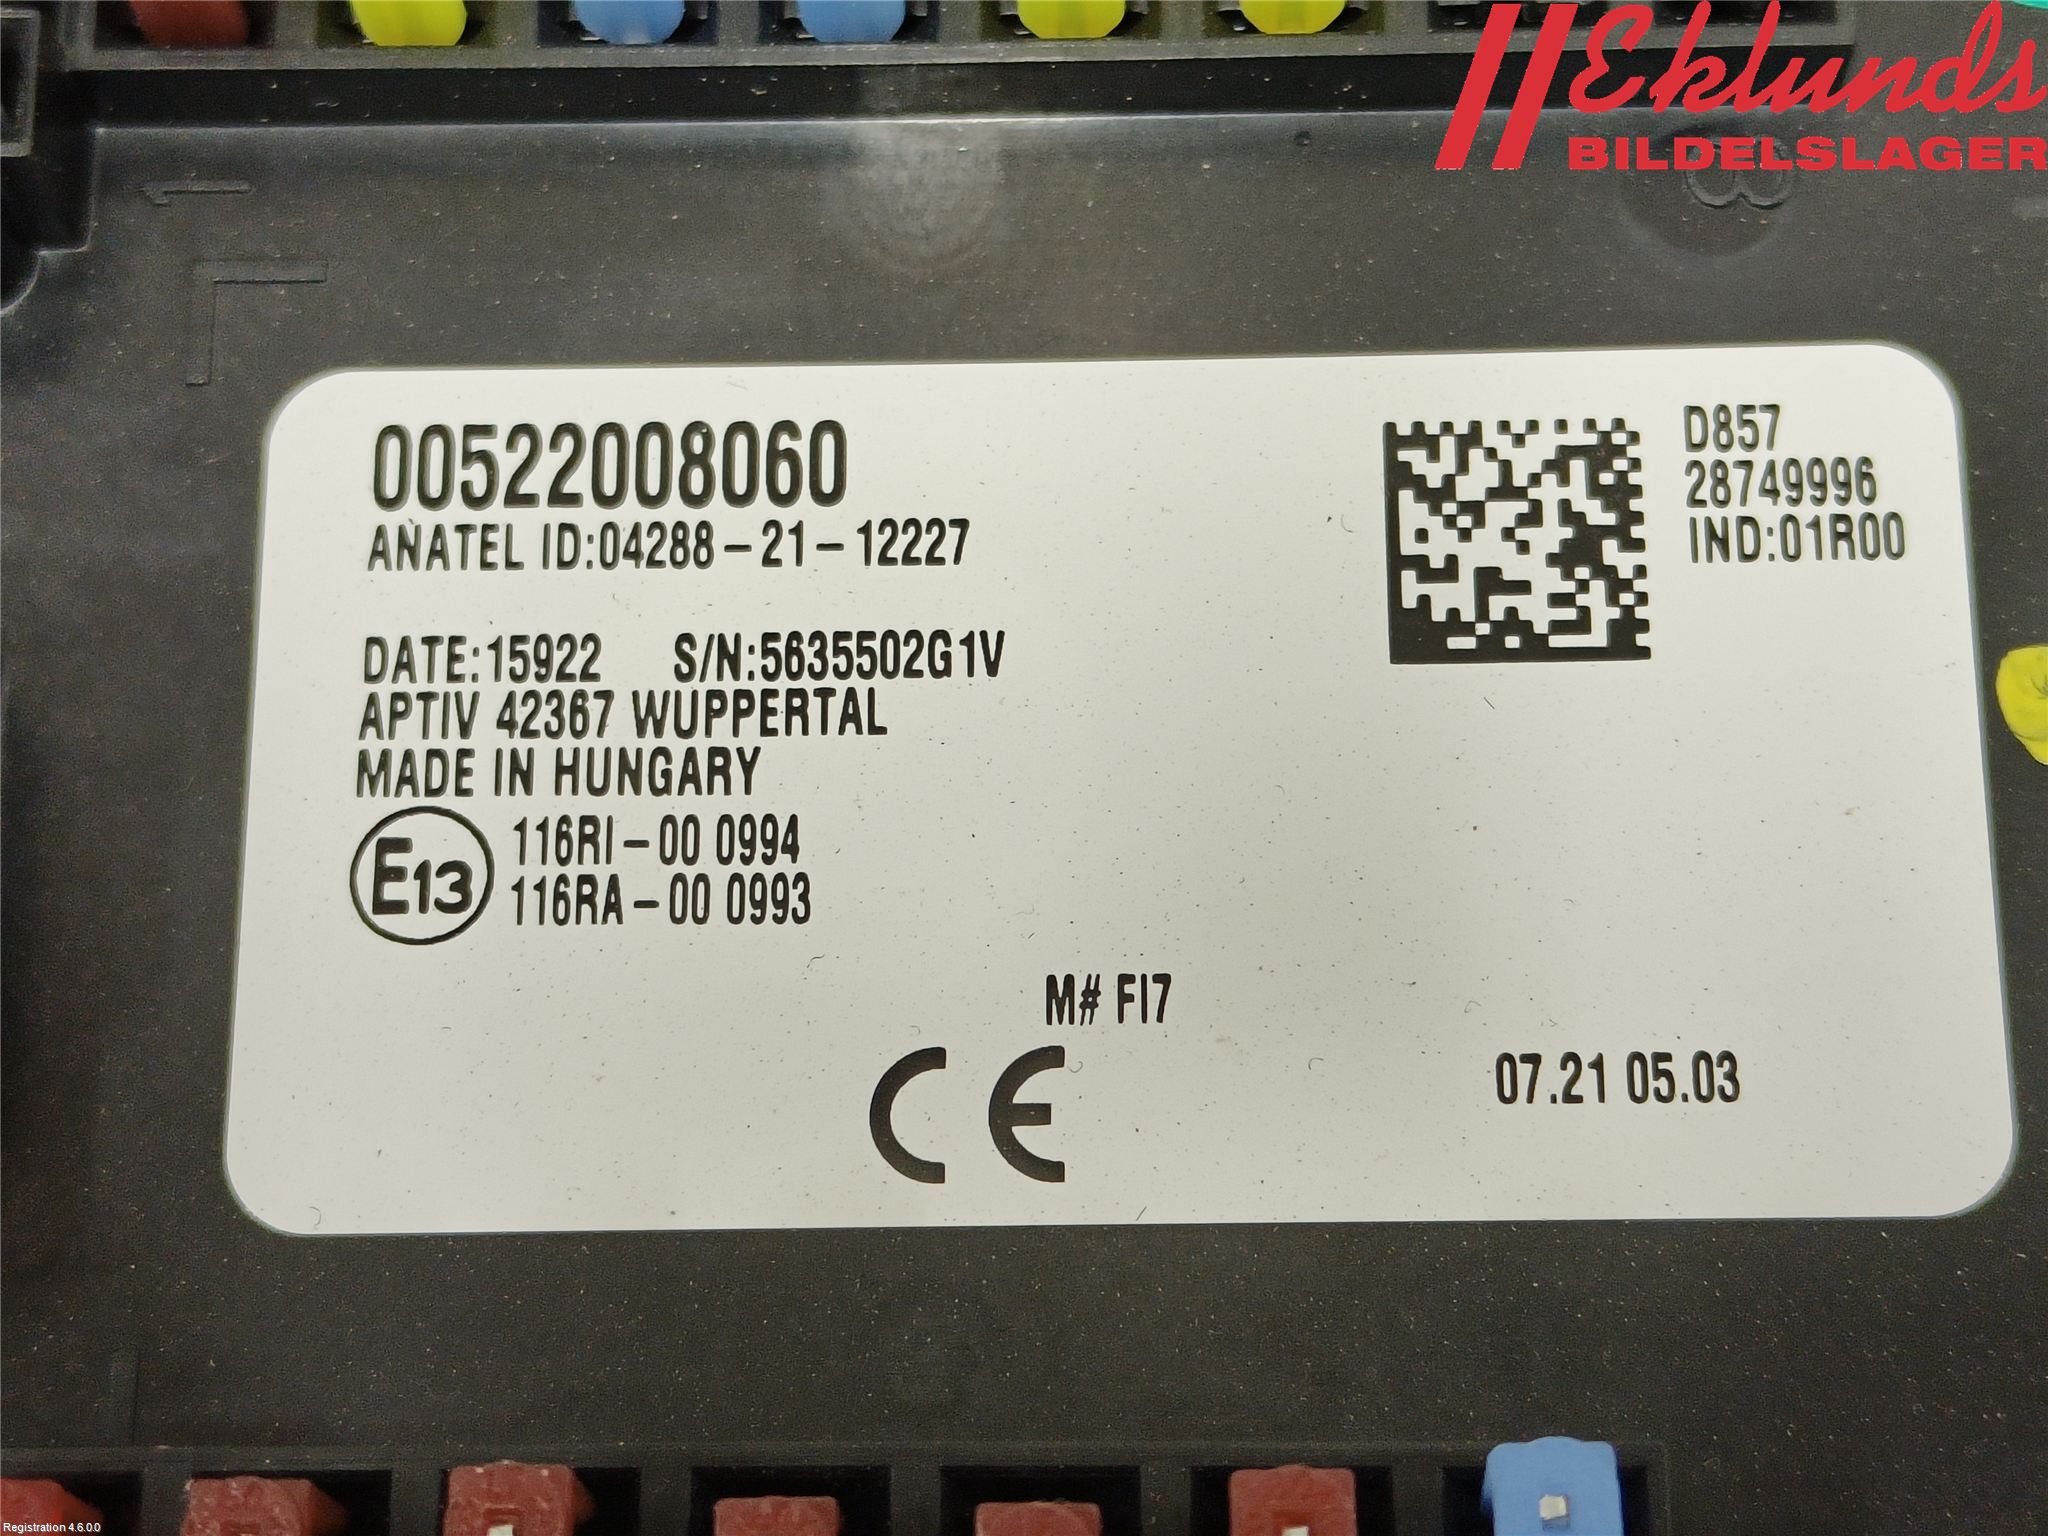 Eklunds
BILDELSLAGER
00522008060
ANATEL ID:04288-21-12227
D857
28749996
IND:01R00
DATE:15922 S/N:5635502G1V
APTIV 42367 WUPPERTAL
MADE IN HUNGARY
E13
116RI-00 0994
116RA-00 0993
M# FI7
CE
07.21 05.03
Registration 4.6.0.0